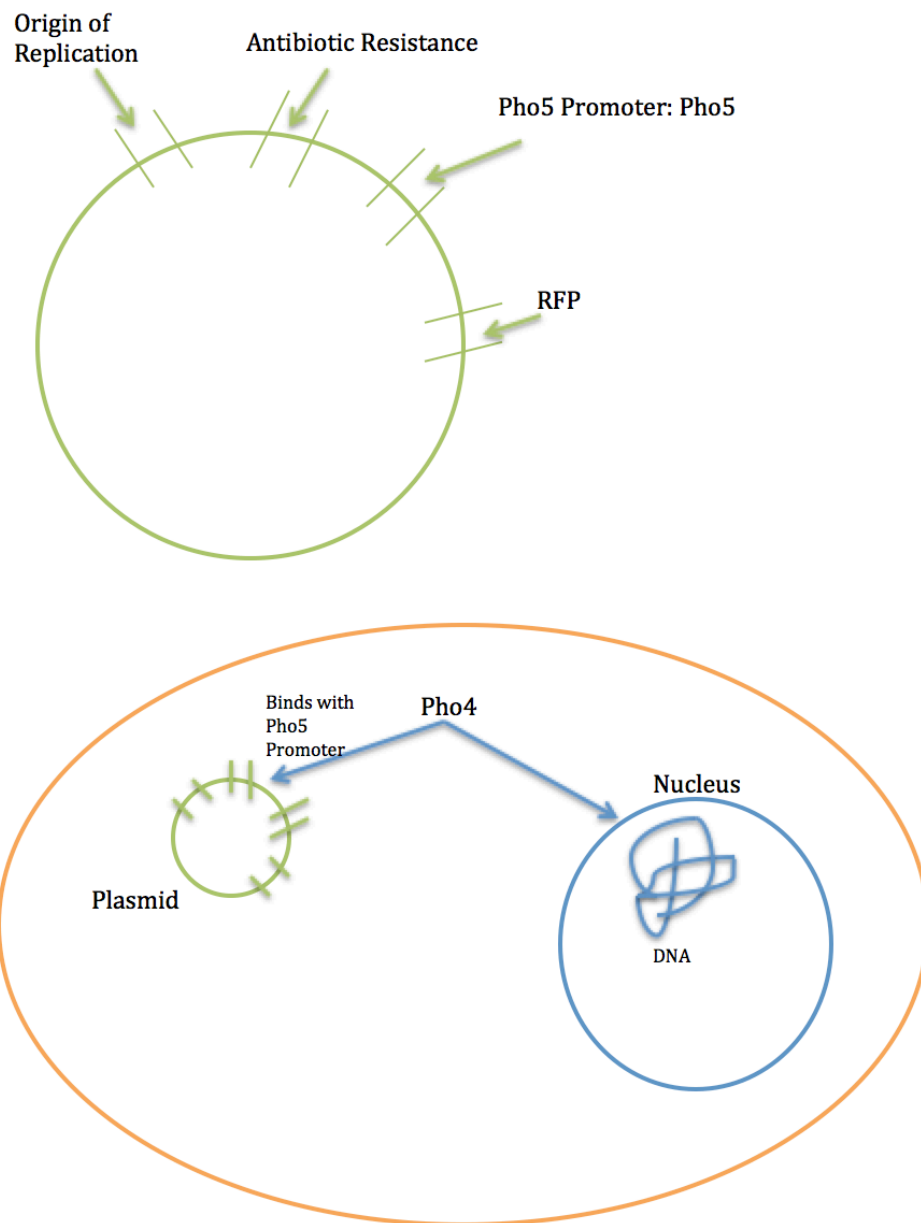 Origin of
Replication
Antibiotic Resistance
Pho5 Promoter: Pho5
RFP
Binds with
Pho5
Promoter
Pho4
Nucleus
Plasmid
DNA